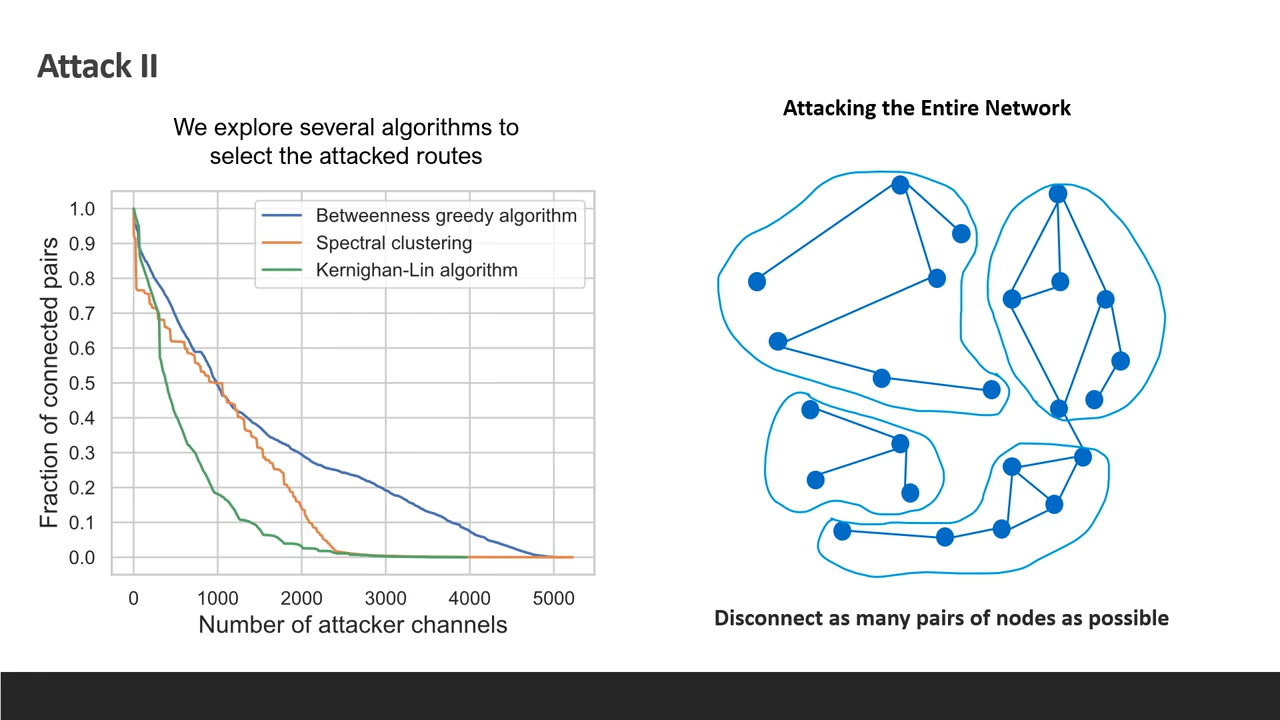 Attack II
We explore several algorithms to
select the attacked routes
Fraction of connected pairs
1.0
0.9
0.8
0.7
0.6
0.5
0.4
0.3
0.2
0.1
0.0
Betweenness greedy algorithm
Spectral clustering
Kernighan-Lin algorithm
0 1000 2000 3000 4000 5000
Number of attacker channels
Attacking the Entire Network
Disconnect as many pairs of nodes as possible